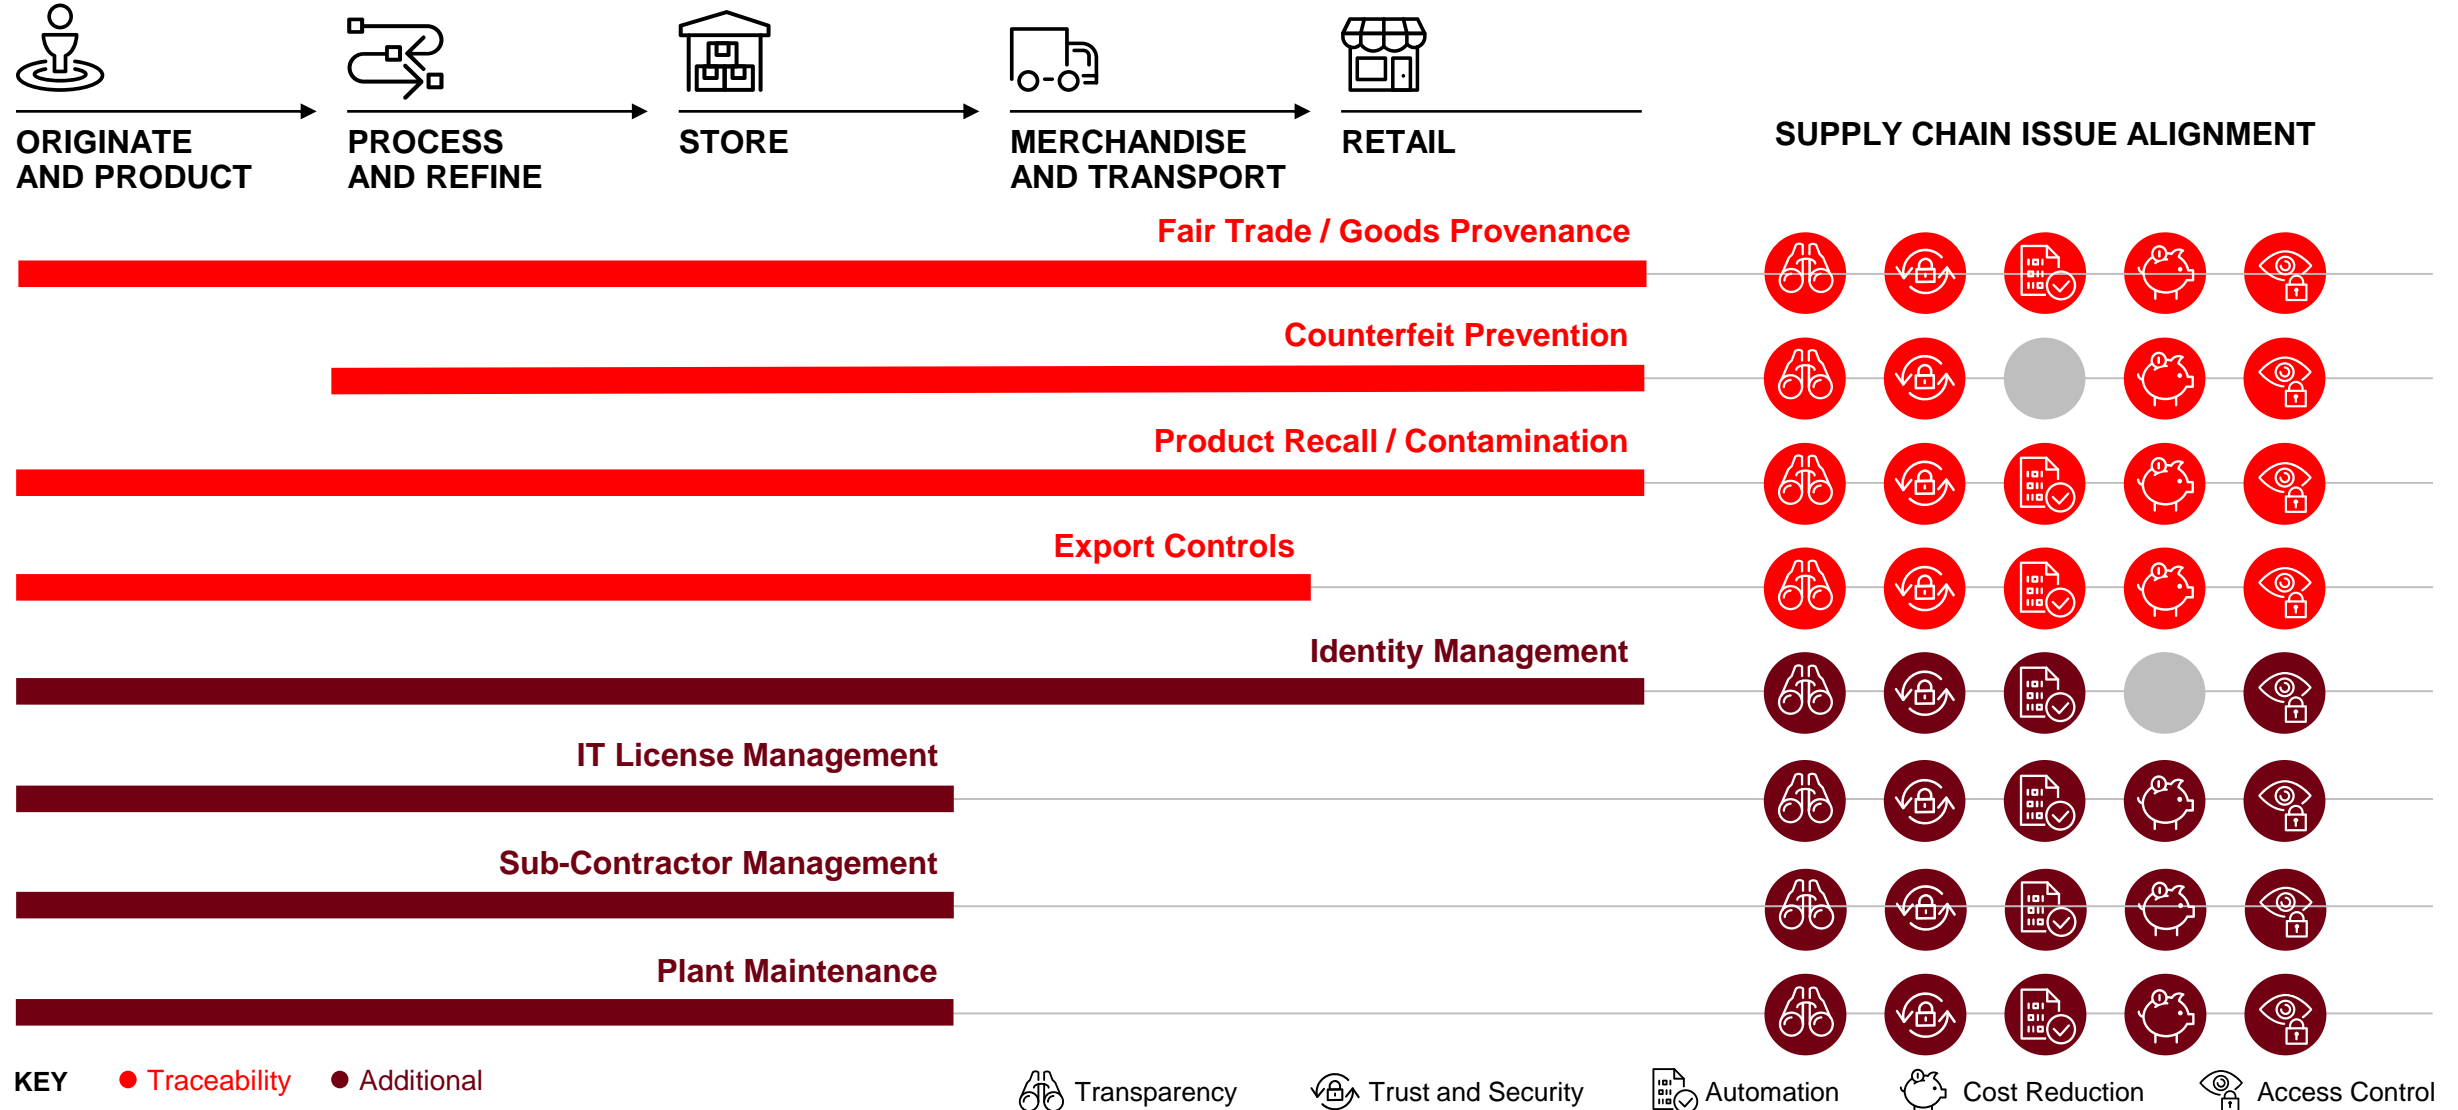 ORIGINATE
AND PRODUCT
PROCESS
AND REFINE
STORE
MERCHANDISE
AND TRANSPORT
RETAIL
SUPPLY CHAIN ISSUE ALIGNMENT
Fair Trade / Goods Provenance
Counterfeit Prevention
Product Recall / Contamination
Export Controls
Identity Management
IT License Management
Sub-Contractor Management
Plant Maintenance
KEY
Traceability
Additional
Transparency
Trust and Security
Automation
Cost Reduction
Access Control